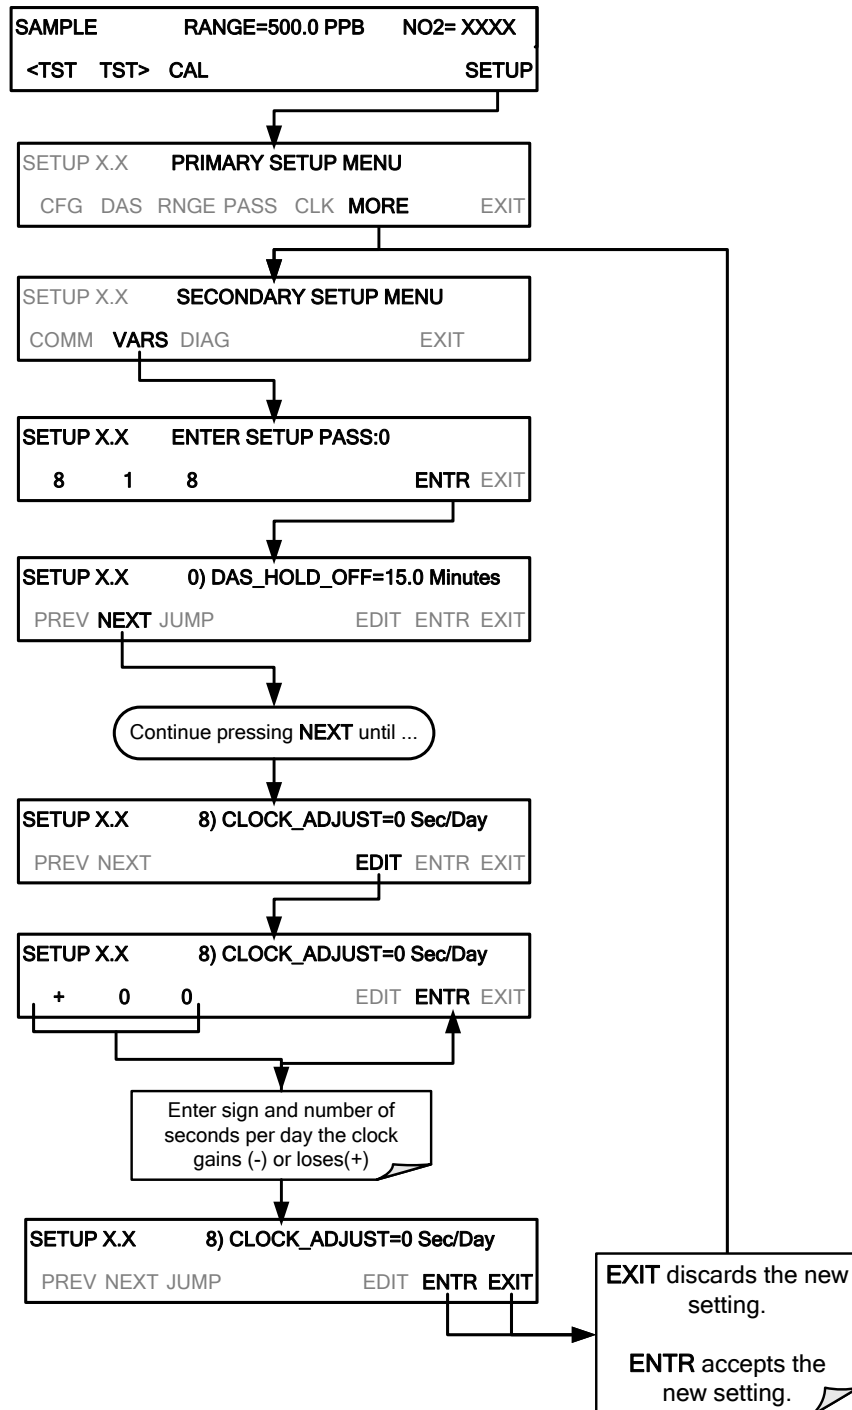 SAMPLE RANGE=500.0 PPB NO2= XXXX
<TST TST> CAL SETUP
SETUP X.X PRIMARY SETUP MENU
CFG DAS RNGE PASS CLK MORE EXIT
SETUP X.X SECONDARY SETUP MENU
COMM VARS DIAG EXIT
SETUP X.X ENTER SETUP PASS:0
8 1 8 ENTR EXIT
SETUP X.X 0) DAS_HOLD_OFF=15.0 Minutes
PREV NEXT JUMP EDIT ENTR EXIT
Continue pressing NEXT until ...
SETUP X.X 8) CLOCK_ADJUST=0 Sec/Day
PREV NEXT EDIT ENTR EXIT
SETUP X.X 8) CLOCK_ADJUST=0 Sec/Day
+ 0 0 EDIT ENTR EXIT
Enter sign and number of
seconds per day the clock
gains (-) or loses(+)
SETUP X.X 8) CLOCK_ADJUST=0 Sec/Day
PREV NEXT JUMP EDIT ENTR EXIT
EXIT discards the new
setting.
ENTR accepts the
new setting.